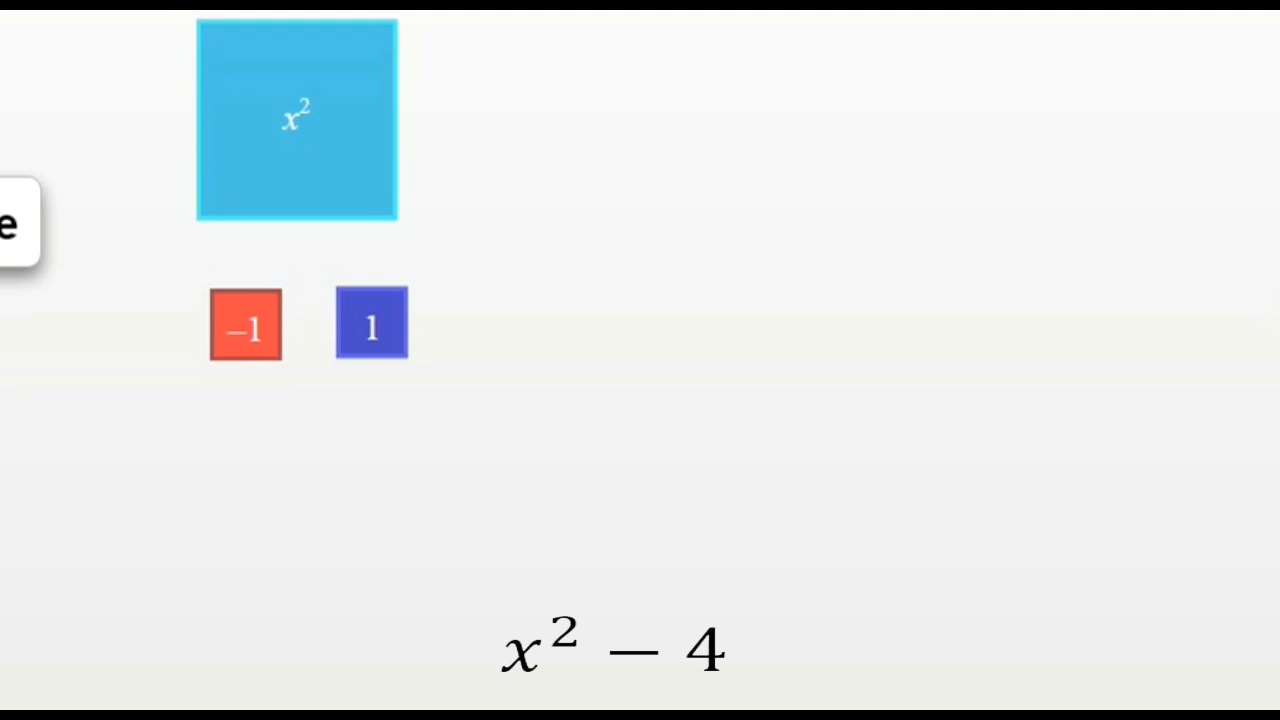 x²
e
–1 1
x² − 4